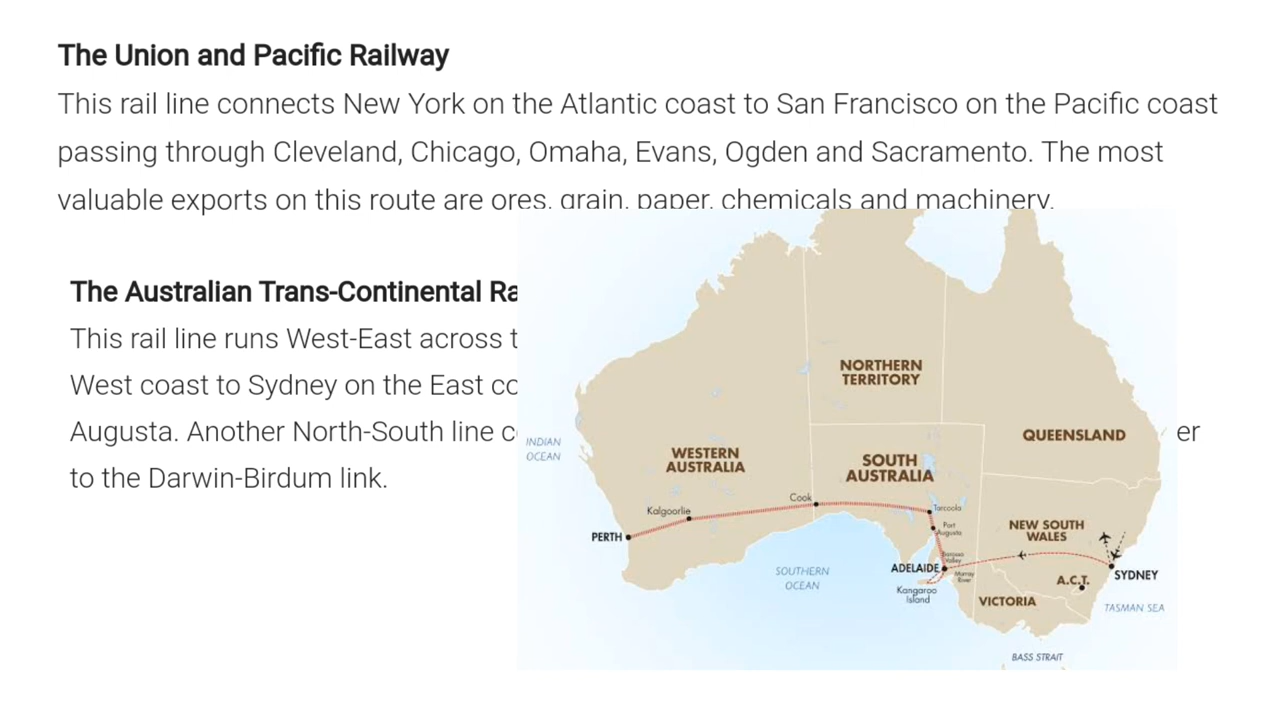 The Union and Pacific Railway
This rail line connects New York on the Atlantic coast to San Francisco on the Pacific coast
passing through Cleveland, Chicago, Omaha, Evans, Ogden and Sacramento. The most
valuable exports on this route are ores, grain, paper, chemicals and machinery.
The Australian Trans-Continental Ra
This rail line runs West-East across t
West coast to Sydney on the East co
Augusta. Another North-South line c er
to the Darwin-Birdum link.
NORTHERN
TERRITORY
QUEENSLAND
INDIAN
OCEAN
WESTERN
AUSTRALIA
SOUTH
AUSTRALIA
Cook
Kalgoorlie
Tarcoola
PERTH
Port
Augusta
NEW SOUTH
WALES
Barossa
Valley
ADELAIDE
Murray
River
SOUTHERN
OCEAN
Kangaroo
Island
A.C.T.
SYDNEY
VICTORIA
TASMAN SEA
BASS STRAIT